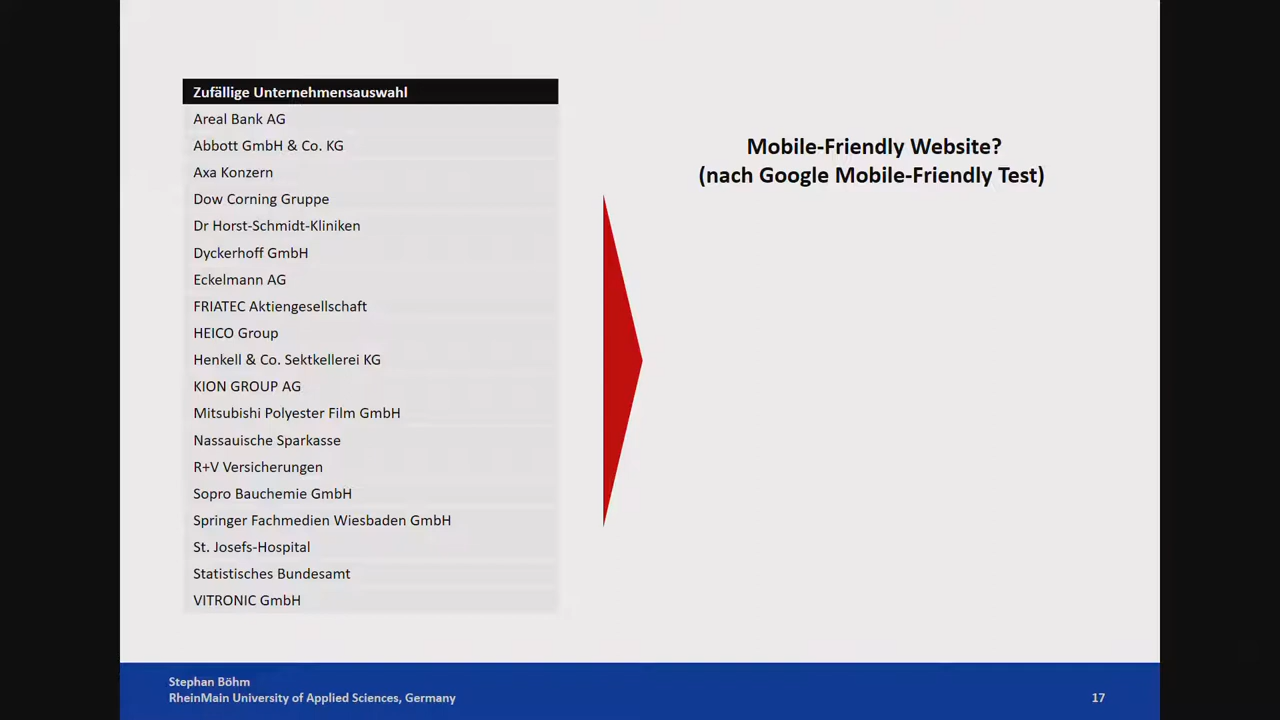 Zufällige Unternehmensauswahl
Areal Bank AG
Abbott GmbH & Co. KG
Axa Konzern
Dow Corning Gruppe
Dr Horst-Schmidt-Kliniken
Dyckerhoff GmbH
Eckelmann AG
FRIATEC Aktiengesellschaft
HEICO Group
Henkell & Co. Sektkellerei KG
KION GROUP AG
Mitsubishi Polyester Film GmbH
Nassauische Sparkasse
R+V Versicherungen
Sopro Bauchemie GmbH
Springer Fachmedien Wiesbaden GmbH
St. Josefs-Hospital
Statistisches Bundesamt
VITRONIC GmbH
Mobile-Friendly Website?
(nach Google Mobile-Friendly Test)
Stephan Böhm
RheinMain University of Applied Sciences, Germany
17